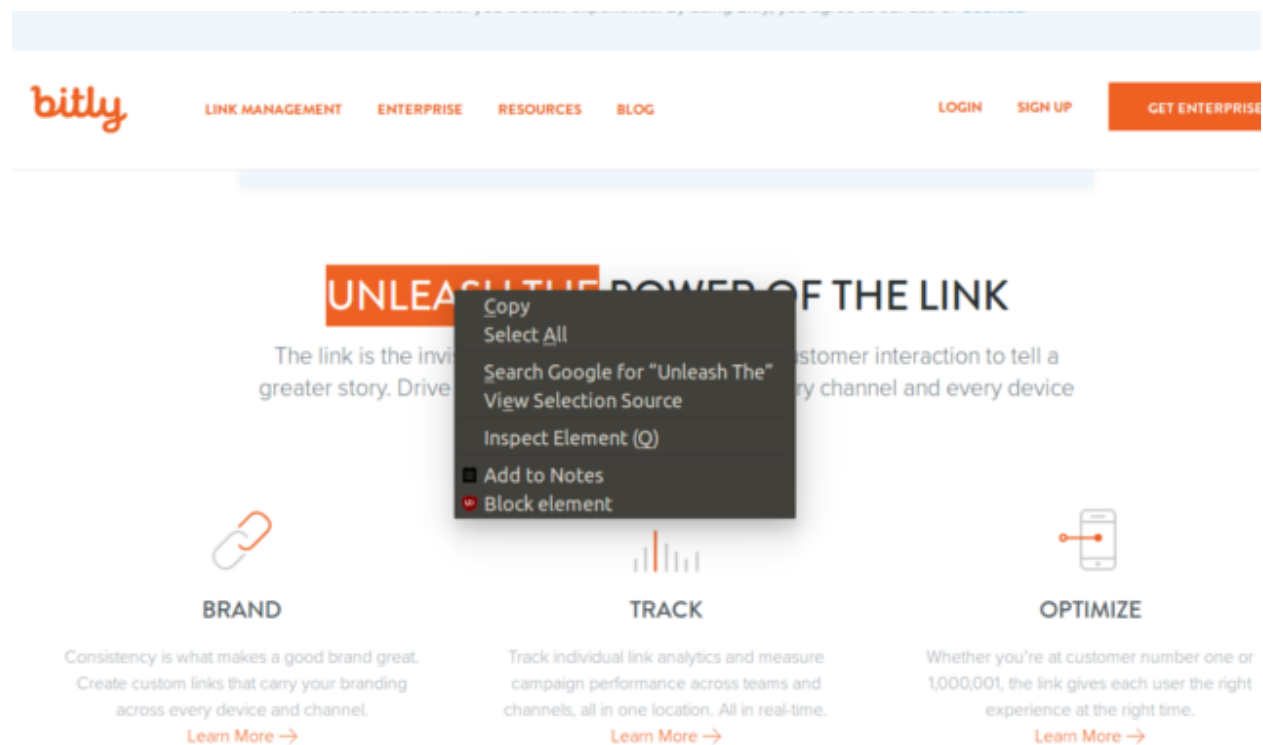 bitly
LINK MANAGEMENT ENTERPRISE RESOURCES BLOG LOGIN SIGN UP GET ENTERPRISE
UNLEASH THE POWER OF THE LINK
The link is the customer interaction to tell a
greater story. Drive channel and every device
Copy
Select All
Search Google for "Unleash The"
View Selection Source
Inspect Element (Q)
Add to Notes
Block element
BRAND
Consistency is what makes a good brand great.
Create custom links that carry your branding
across every device and channel.
Learn More →
TRACK
Track individual link analytics and measure
campaign performance across teams and
channels, all in one location. All in real-time.
Learn More →
OPTIMIZE
Whether you're at customer number one or
1,000,001, the link gives each user the right
experience at the right time.
Learn More →